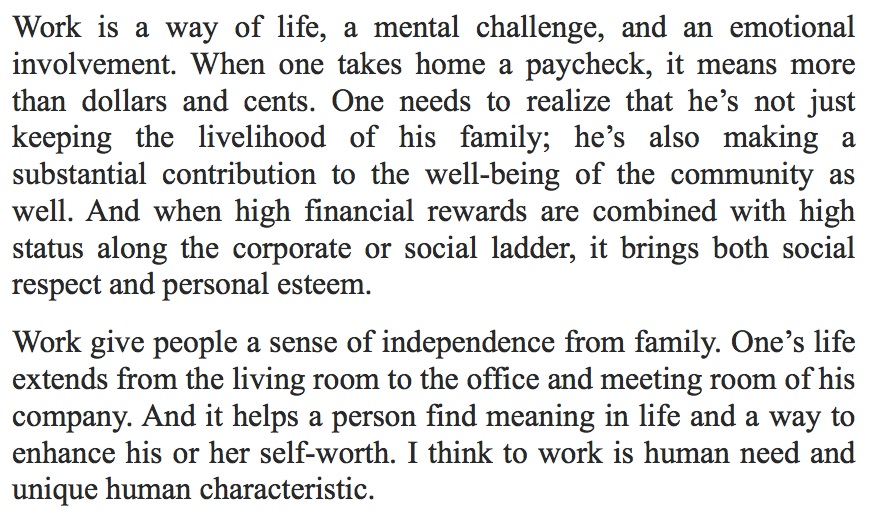 Work is a way of life, a mental challenge, and an emotional
involvement. When one takes home a paycheck, it means more
than dollars and cents. One needs to realize that he’s not just
keeping the livelihood of his family; he’s also making a
substantial contribution to the well-being of the community as
well. And when high financial rewards are combined with high
status along the corporate or social ladder, it brings both social
respect and personal esteem.
Work give people a sense of independence from family. One’s life
extends from the living room to the office and meeting room of his
company. And it helps a person find meaning in life and a way to
enhance his or her self-worth. I think to work is human need and
unique human characteristic.